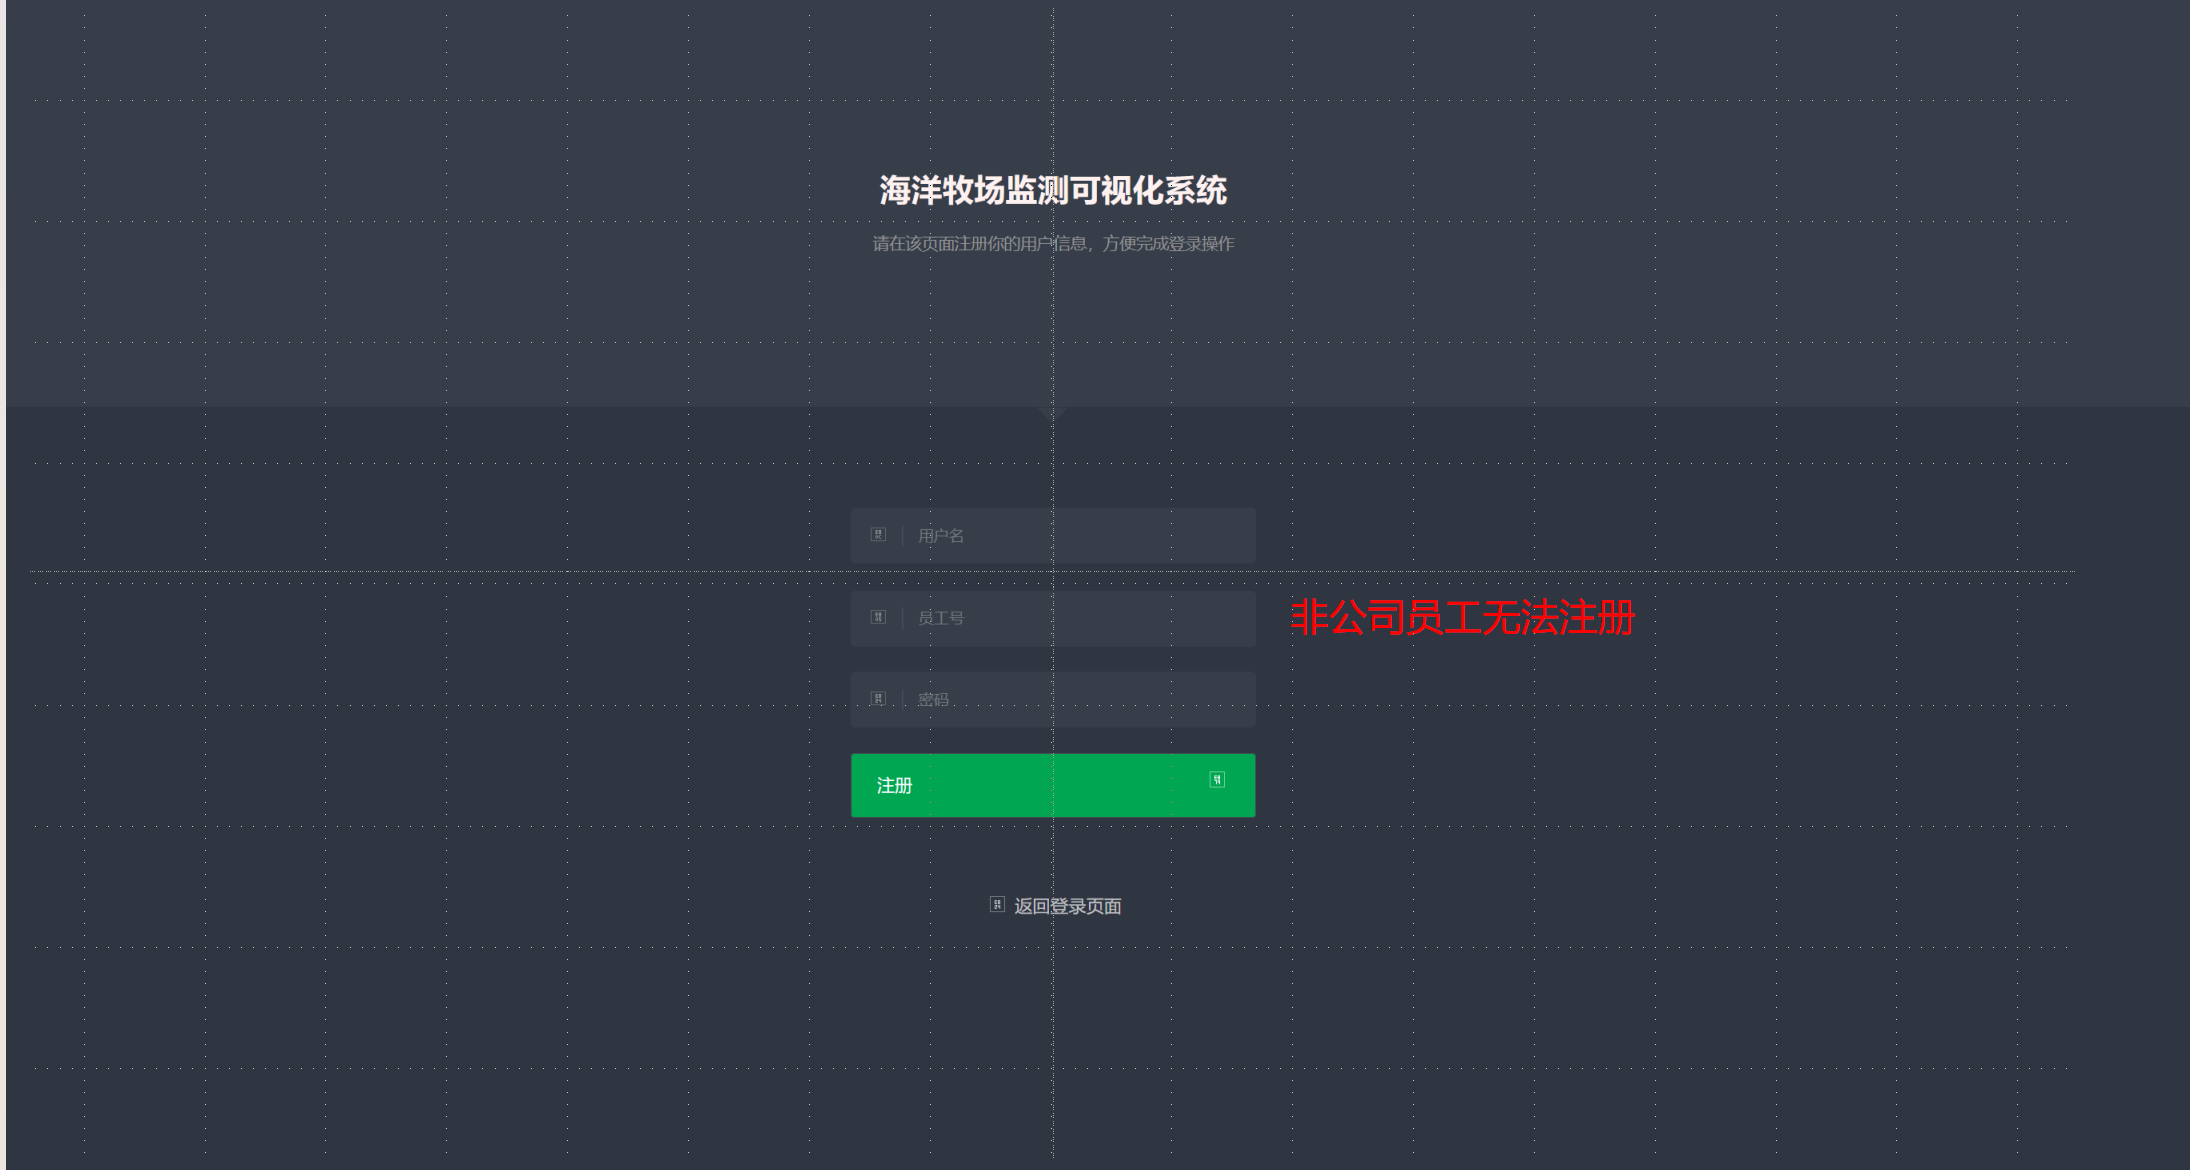 海洋牧场监测可视化系统
请在该页面注册你的用户信息，方便完成登录操作
用户名
员工号
非公司员工无法注册
密码
注册
返回登录页面